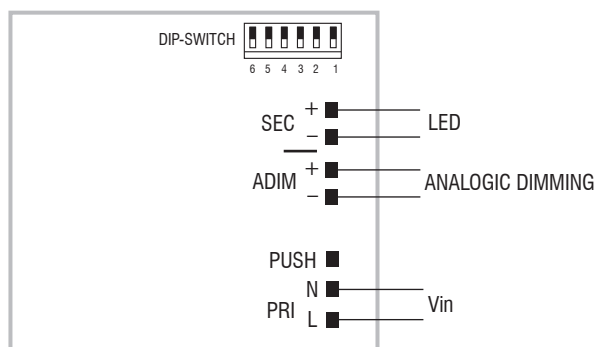 DIP-SWITCH
6 5 4 3 2 1
SEC + − LED
ADIM + − ANALOGIC DIMMING
PUSH
PRI N L Vin